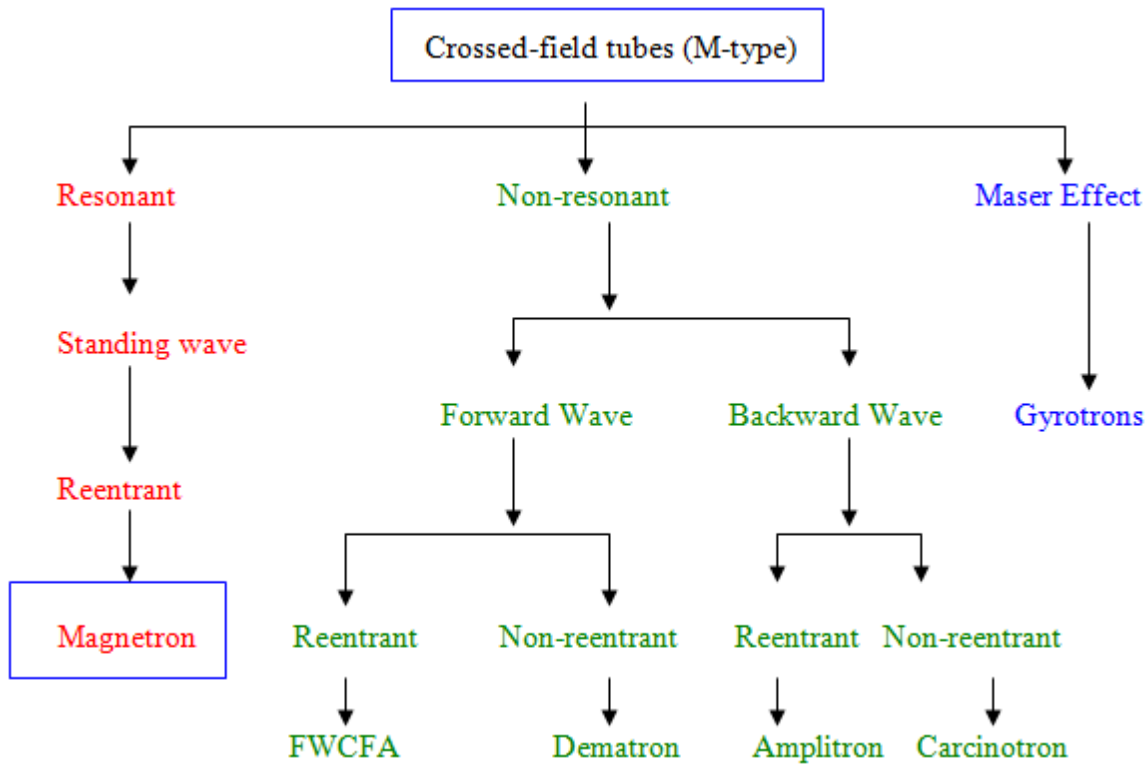 Crossed-field tubes (M-type)
Resonant
Non-resonant
Maser Effect
Standing wave
Forward Wave
Backward Wave
Gyrotrons
Reentrant
Magnetron
Reentrant
Non-reentrant
Reentrant
Non-reentrant
FWCFA
Dematron
Amplitron
Carcinotron